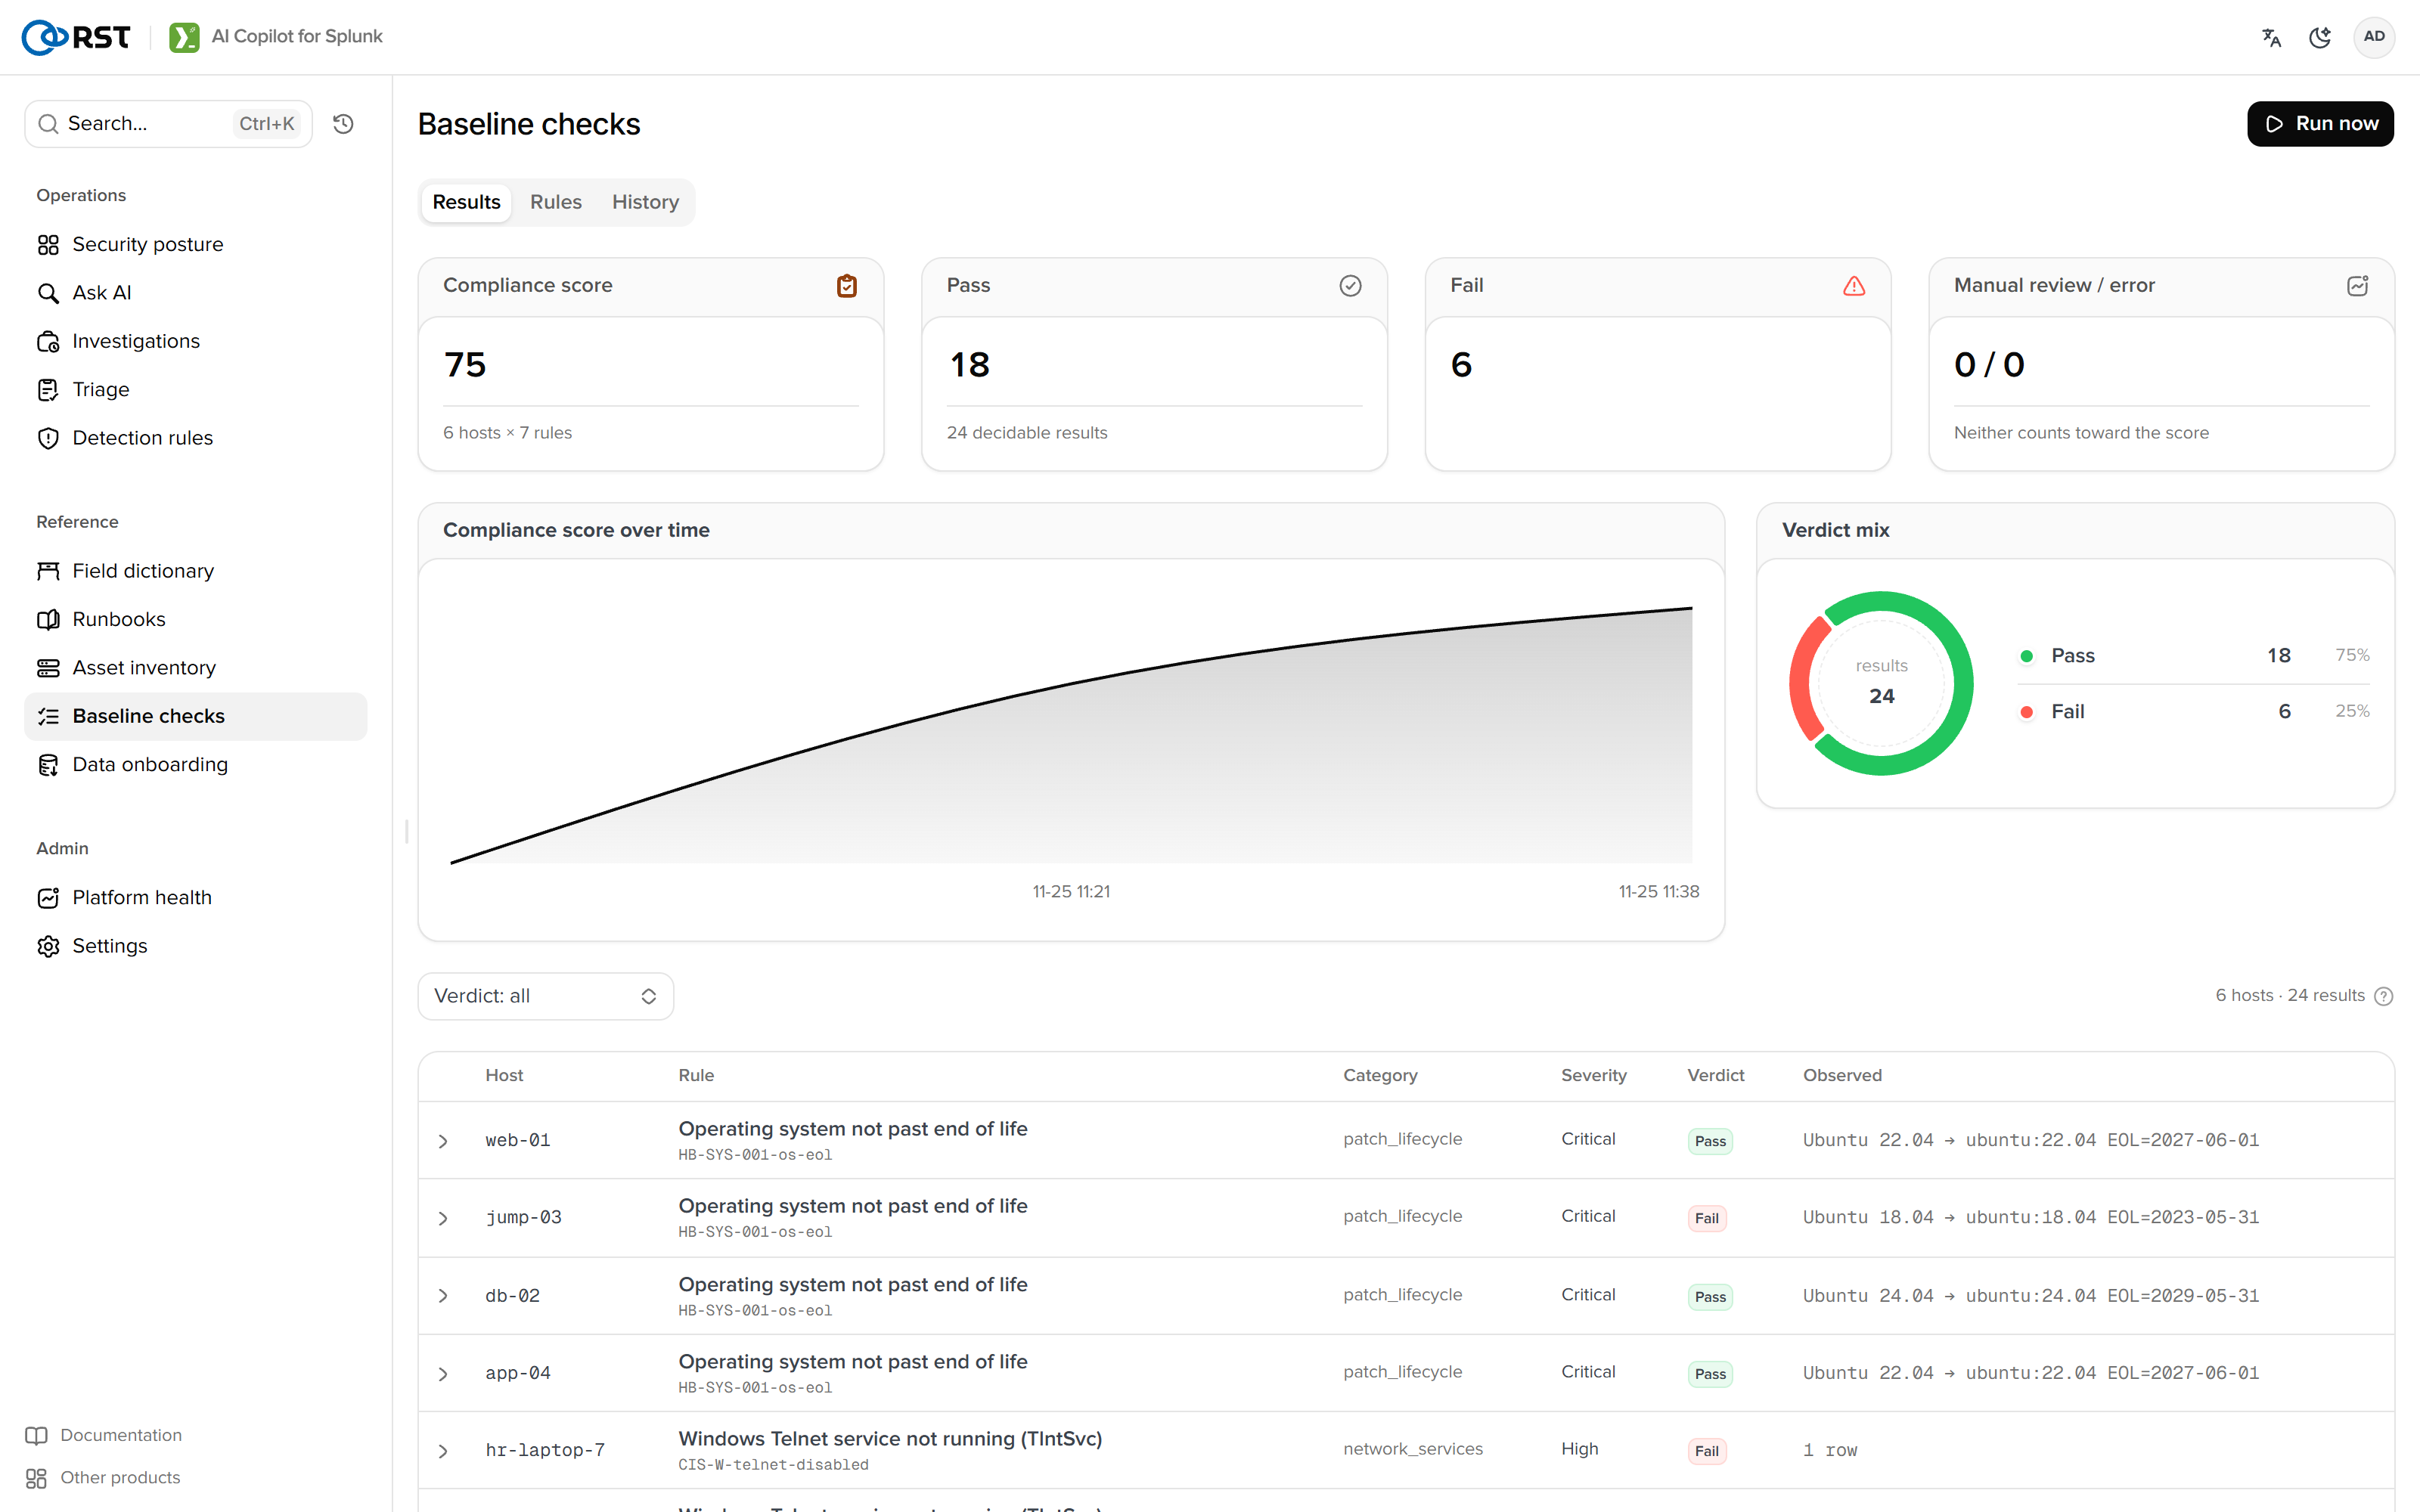 RST
AI Copilot for Splunk
AD
Search...
Ctrl+K
Operations
Security posture
Ask AI
Investigations
Triage
Detection rules
Reference
Field dictionary
Runbooks
Asset inventory
Baseline checks
Data onboarding
Admin
Platform health
Settings
Documentation
Other products
Baseline checks
Run now
Results
Rules
History
Compliance score
75
6 hosts × 7 rules
Pass
18
24 decidable results
Fail
6
Manual review / error
0 / 0
Neither counts toward the score
Compliance score over time
11-25 11:21
11-25 11:38
Verdict mix
results
24
Pass 18 75%
Fail 6 25%
Verdict: all
6 hosts · 24 results
Host Rule Category Severity Verdict Observed
web-01 Operating system not past end of life patch_lifecycle Critical Pass Ubuntu 22.04 → ubuntu:22.04 EOL=2027-06-01
HB-SYS-001-os-eol
jump-03 Operating system not past end of life patch_lifecycle Critical Fail Ubuntu 18.04 → ubuntu:18.04 EOL=2023-05-31
HB-SYS-001-os-eol
db-02 Operating system not past end of life patch_lifecycle Critical Pass Ubuntu 24.04 → ubuntu:24.04 EOL=2029-05-31
HB-SYS-001-os-eol
app-04 Operating system not past end of life patch_lifecycle Critical Pass Ubuntu 22.04 → ubuntu:22.04 EOL=2027-06-01
HB-SYS-001-os-eol
hr-laptop-7 Windows Telnet service not running (TlntSvc) network_services High Fail 1 row
CIS-W-telnet-disabled